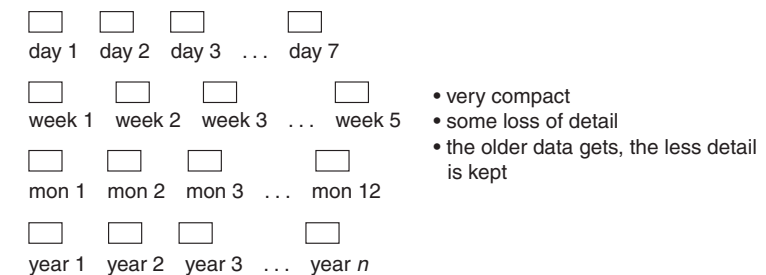 day 1 day 2 day 3 ... day 7
week 1 week 2 week 3 ... week 5
• very compact
• some loss of detail
• the older data gets, the less detail
is kept
mon 1 mon 2 mon 3 ... mon 12
year 1 year 2 year 3 ... year n